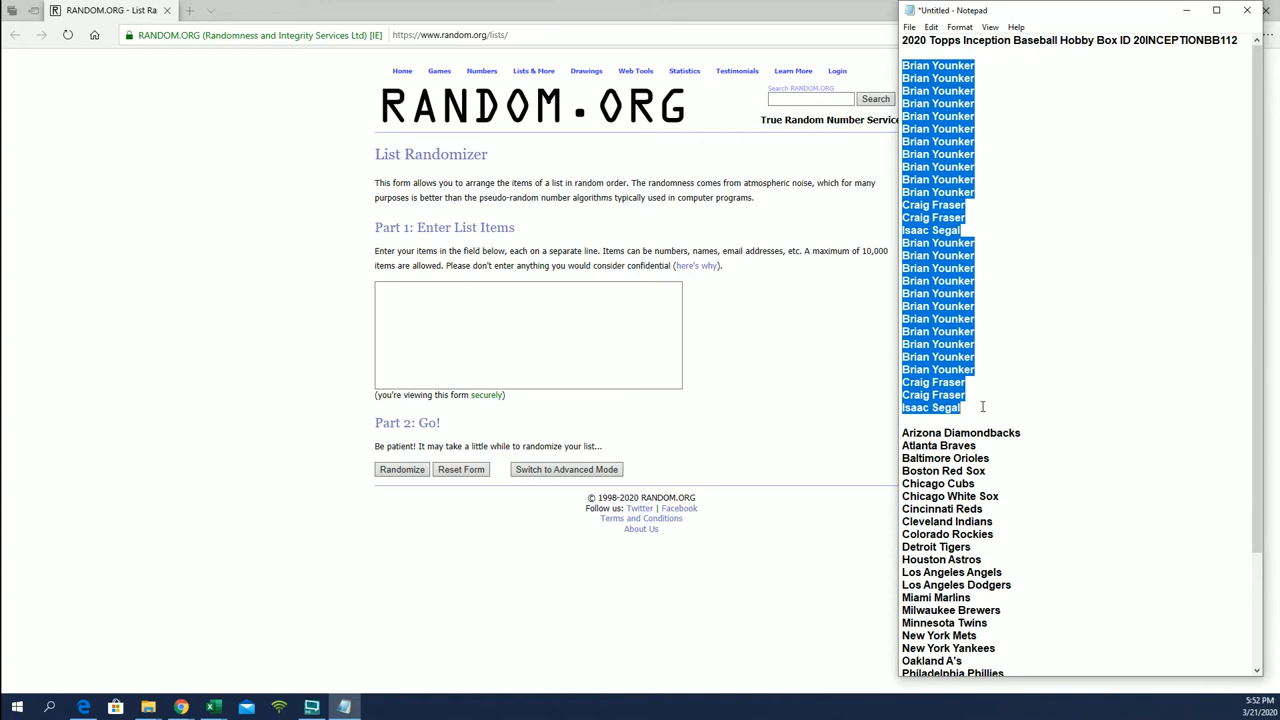 RANDOM.ORG - List Ra
RANDOM.ORG (Randomness and Integrity Services Ltd) [IE]
https://www.random.org/lists/
Home Games Numbers Lists & More Drawings Web Tools Statistics Testimonials Learn More Login
RANDOM.ORG
Search RANDOM.ORG
Search
True Random Number Service
List Randomizer
This form allows you to arrange the items of a list in random order. The randomness comes from atmospheric noise, which for many
purposes is better than the pseudo-random number algorithms typically used in computer programs.
Part 1: Enter List Items
Enter your items in the field below, each on a separate line. Items can be numbers, names, email addresses, etc. A maximum of 10,000
items are allowed. Please don't enter anything you would consider confidential (here's why).
(you're viewing this form securely)
Part 2: Go!
Be patient! It may take a little while to randomize your list...
Randomize Reset Form Switch to Advanced Mode
© 1998-2020 RANDOM.ORG
Follow us: Twitter | Facebook
Terms and Conditions
About Us
*Untitled - Notepad
File Edit Format View Help
2020 Topps Inception Baseball Hobby Box ID 20INCEPTIONBB112
Brian Younker
Brian Younker
Brian Younker
Brian Younker
Brian Younker
Brian Younker
Brian Younker
Brian Younker
Brian Younker
Brian Younker
Brian Younker
Craig Fraser
Craig Fraser
Isaac Segal
Brian Younker
Brian Younker
Brian Younker
Brian Younker
Brian Younker
Brian Younker
Brian Younker
Brian Younker
Brian Younker
Brian Younker
Brian Younker
Craig Fraser
Craig Fraser
Isaac Segal
Arizona Diamondbacks
Atlanta Braves
Baltimore Orioles
Boston Red Sox
Chicago Cubs
Chicago White Sox
Cincinnati Reds
Cleveland Indians
Colorado Rockies
Detroit Tigers
Houston Astros
Los Angeles Angels
Los Angeles Dodgers
Miami Marlins
Milwaukee Brewers
Minnesota Twins
New York Mets
New York Yankees
Oakland A's
Philadelphia Phillies
5:52 PM
3/21/2020